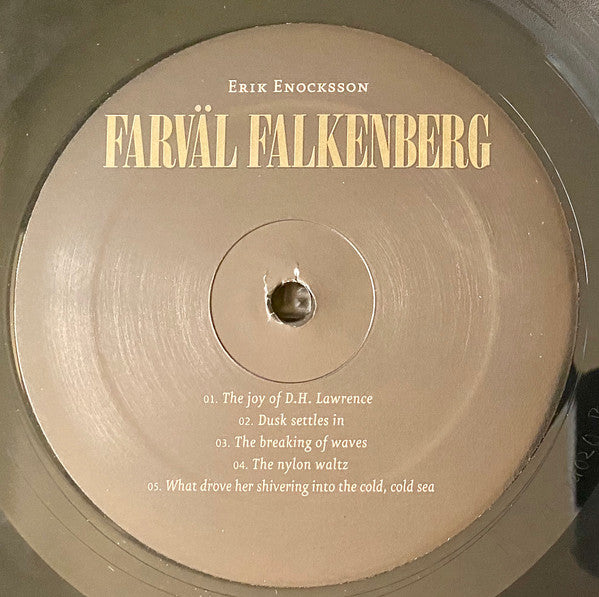 Erik Enocksson
FARVÄL FALKENBERG
01. The joy of D.H. Lawrence
02. Dusk settles in
03. The breaking of waves
04. The nylon waltz
05. What drove her shivering into the cold, cold sea